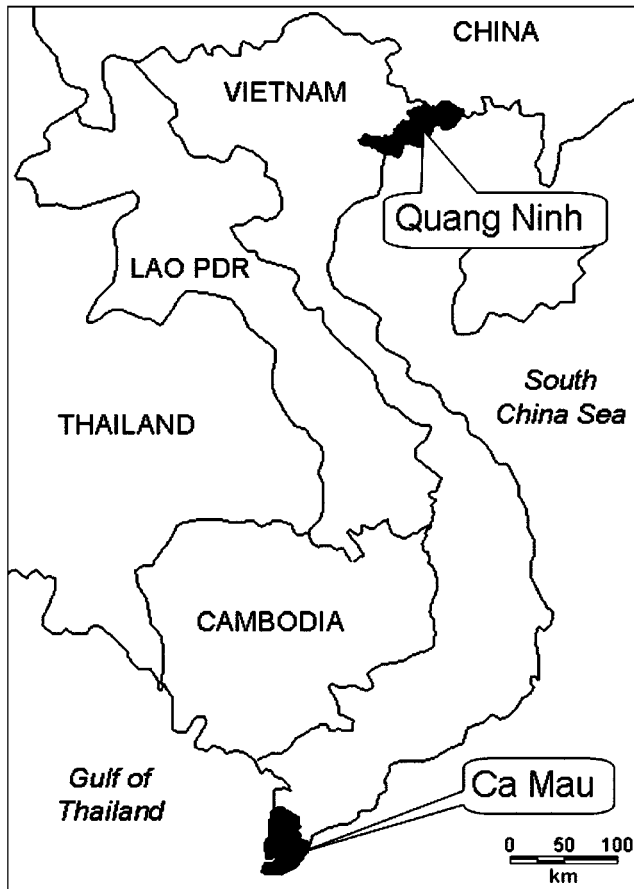 CHINA
VIETNAM
Quang Ninh
LAO PDR
South
China Sea
THAILAND
CAMBODIA
Gulf of
Thailand
Ca Mau
0 50 100
km